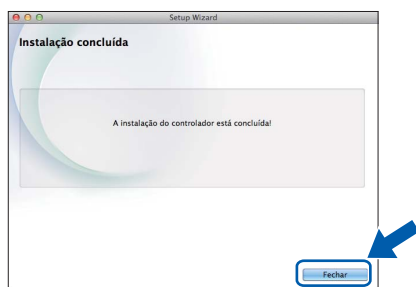 Setup Wizard
Instalação concluída
A instalação do controlador está concluída!
Fechar